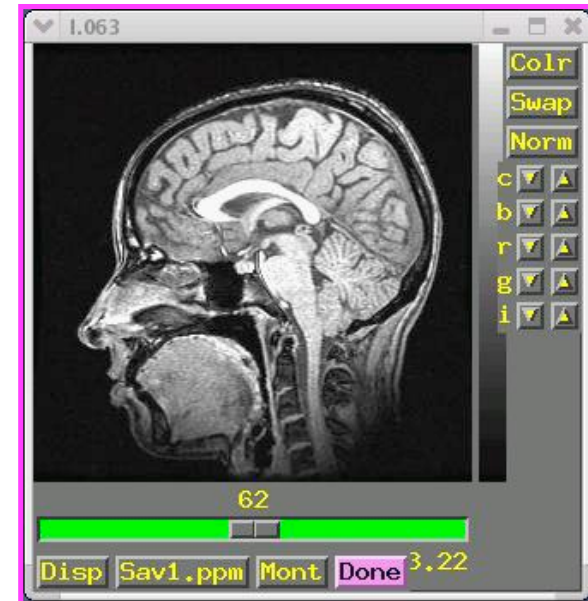 I.063
Colr
Swap
Norm
c
b
r
g
i
62
3.22
Disp Sav1.ppm Mont Done